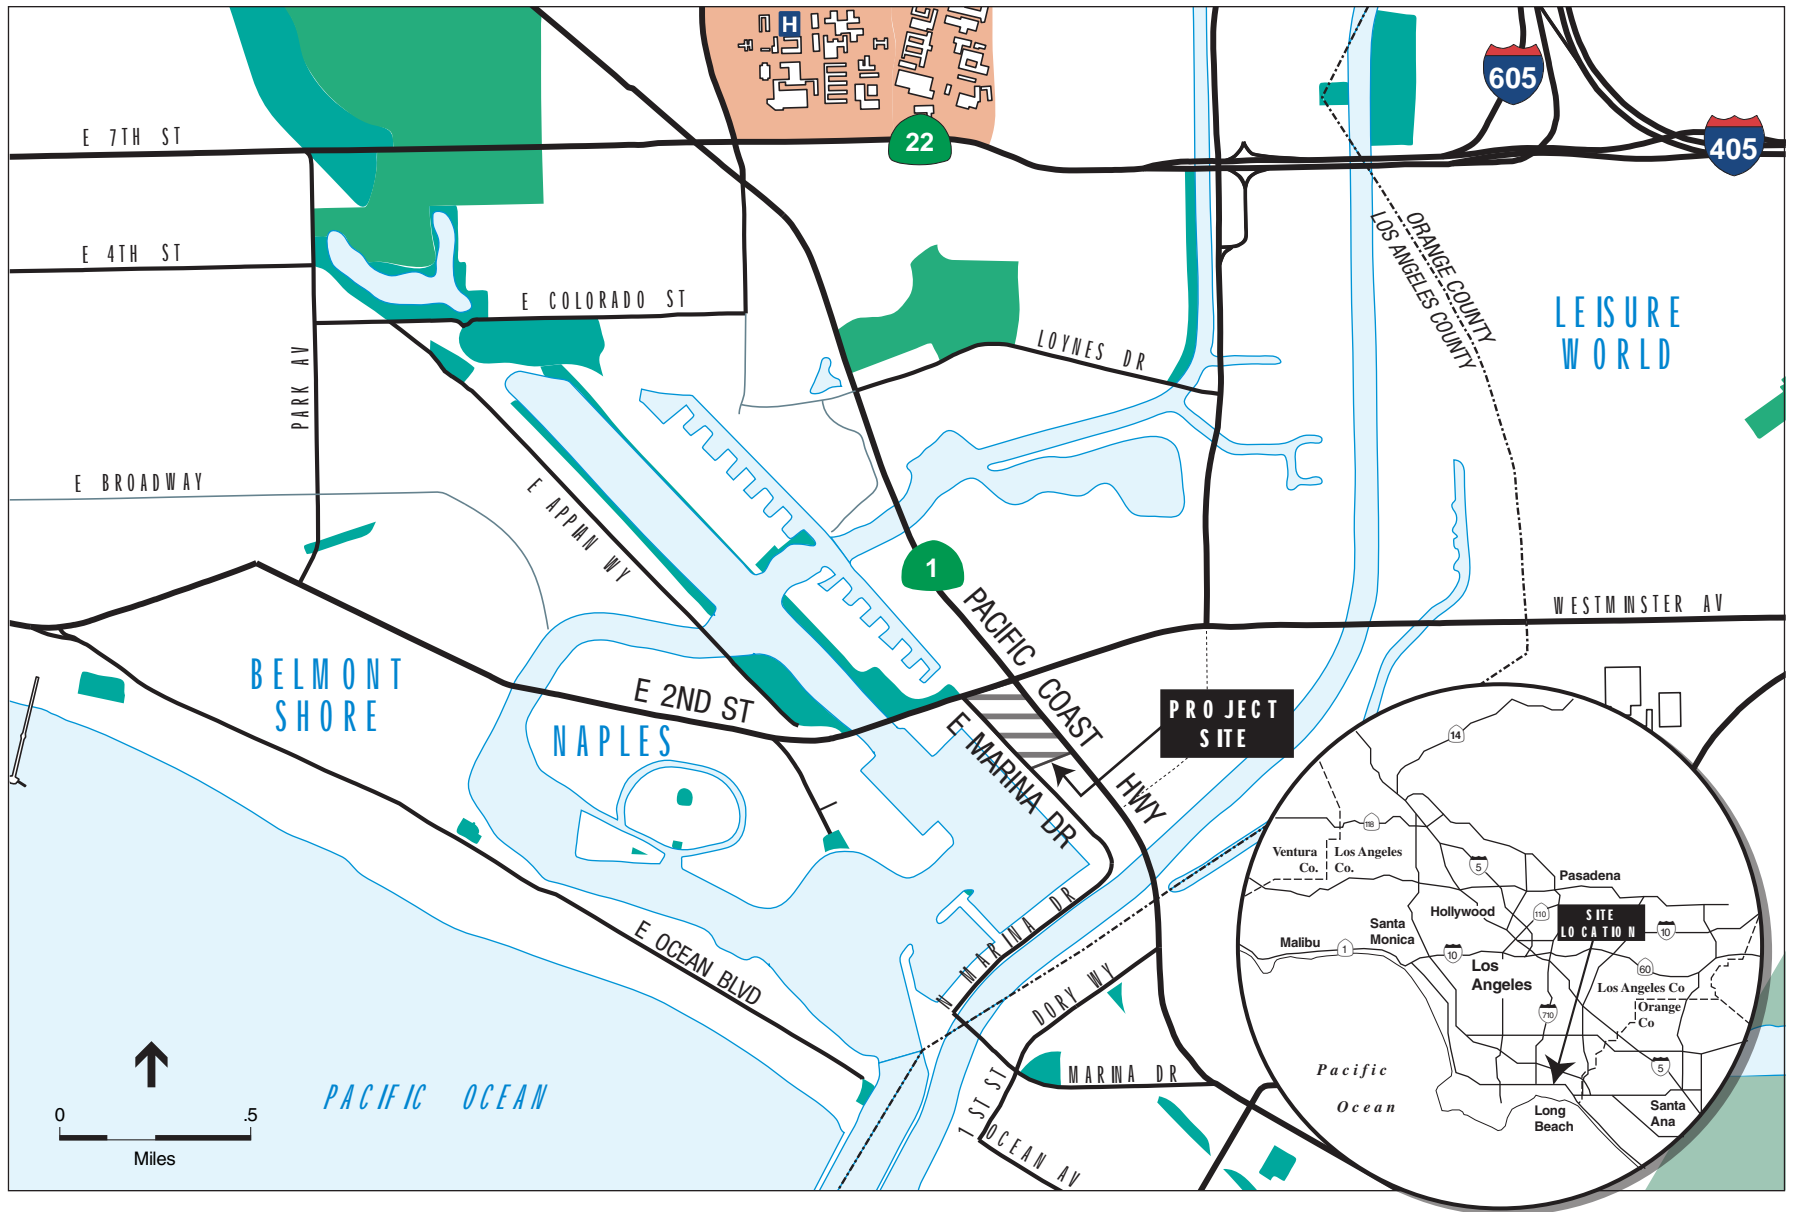 H
605
22
405
E 7TH ST
E 4TH ST
ORANGE COUNTY
LOS ANGELES COUNTY
E COLORADO ST
LEISURE
WORLD
LOYNES DR
PARK AV
E BROADWAY
E APPIAN WY
1
PACIFIC COAST HWY
WESTMINSTER AV
BELMONT
SHORE
E 2ND ST
NAPLES
PROJECT
SITE
E MARINA DR
N MARINA DR
E OCEAN BLVD
DORY WY
MARINA DR
1 ST ST
OCEAN AV
PACIFIC OCEAN
0 .5
Miles
14
118
Ventura
Co.
Los Angeles
Co.
5
Pasadena
Hollywood
110
SITE
LOCATION
Santa
Monica
10
Malibu
1
10
60
Los
Angeles
Los Angeles Co
Orange
Co
710
5
Pacific
Ocean
Long
Beach
Santa
Ana